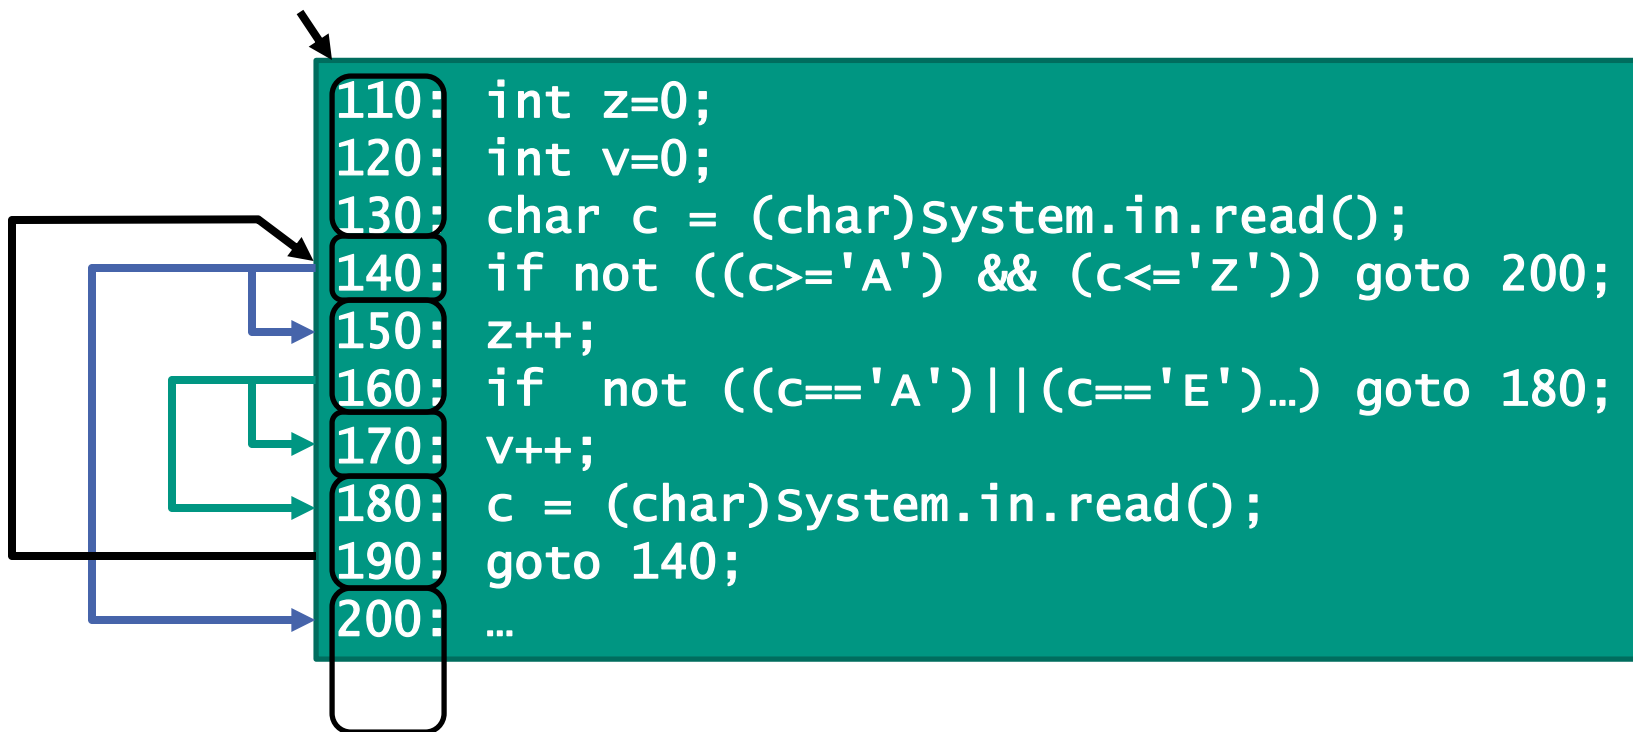 110: int z=0;
120: int v=0;
130: char c = (char)System.in.read();
140: if not ((c>='A') && (c<='Z')) goto 200;
150: z++;
160: if  not ((c=='A')||(c=='E')…) goto 180;
170: v++;
180: c = (char)System.in.read();
190: goto 140;
200: …